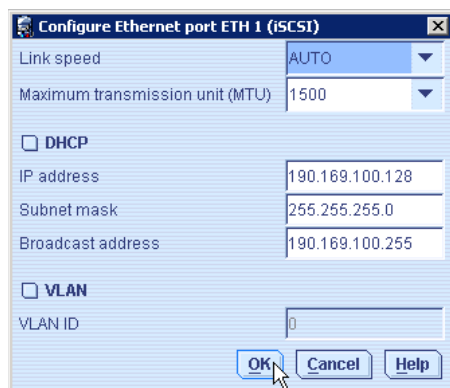 Configure Ethernet port ETH 1 (iSCSI)
Link speed AUTO
Maximum transmission unit (MTU) 1500
DHCP
IP address 190.169.100.128
Subnet mask 255.255.255.0
Broadcast address 190.169.100.255
VLAN
VLAN ID 0
OK Cancel Help